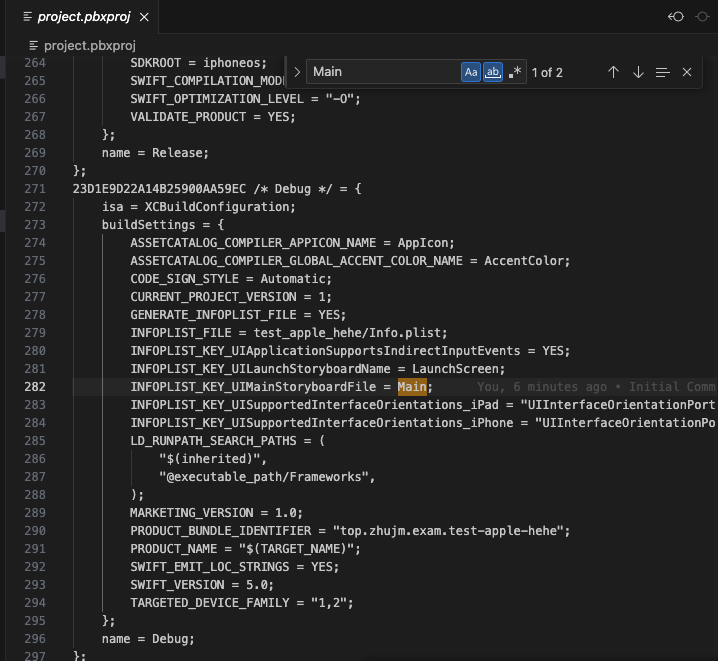 project.pbxproj
project.pbxproj
Main
Aa
ab
1 of 2
264 SDKROOT = iphoneos;
265 SWIFT_COMPILATION_MOD
266 SWIFT_OPTIMIZATION_LEVEL = "-O";
267 VALIDATE_PRODUCT = YES;
268 };
269 name = Release;
270 };
271 23D1E9D22A14B25900AA59EC /* Debug */ = {
272 isa = XCBuildConfiguration;
273 buildSettings = {
274 ASSETCATALOG_COMPILER_APPICON_NAME = AppIcon;
275 ASSETCATALOG_COMPILER_GLOBAL_ACCENT_COLOR_NAME = AccentColor;
276 CODE_SIGN_STYLE = Automatic;
277 CURRENT_PROJECT_VERSION = 1;
278 GENERATE_INFOPLIST_FILE = YES;
279 INFOPLIST_FILE = test_apple_hehe/Info.plist;
280 INFOPLIST_KEY_UIApplicationSupportsIndirectInputEvents = YES;
281 INFOPLIST_KEY_UILaunchStoryboardName = LaunchScreen;
282 INFOPLIST_KEY_UIMainStoryboardFile = Main; You, 6 minutes ago • Initial Comm
283 INFOPLIST_KEY_UISupportedInterfaceOrientations_iPad = "UIInterfaceOrientationPort
284 INFOPLIST_KEY_UISupportedInterfaceOrientations_iPhone = "UIInterfaceOrientationPo
285 LD_RUNPATH_SEARCH_PATHS = (
286 "$(inherited)",
287 "@executable_path/Frameworks",
288 );
289 MARKETING_VERSION = 1.0;
290 PRODUCT_BUNDLE_IDENTIFIER = "top.zhujm.exam.test-apple-hehe";
291 PRODUCT_NAME = "$(TARGET_NAME)";
292 SWIFT_EMIT_LOC_STRINGS = YES;
293 SWIFT_VERSION = 5.0;
294 TARGETED_DEVICE_FAMILY = "1,2";
295 };
296 name = Debug;
297 };